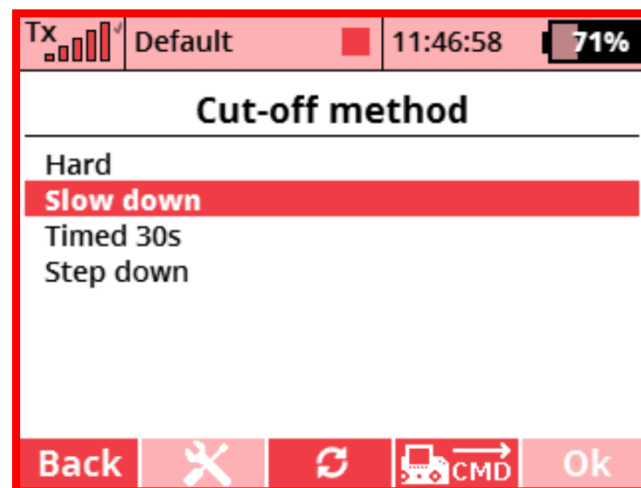 Tx Default 11:46:58 71%
Cut-off method
Hard
Slow down
Timed 30s
Step down
Back CMD Ok